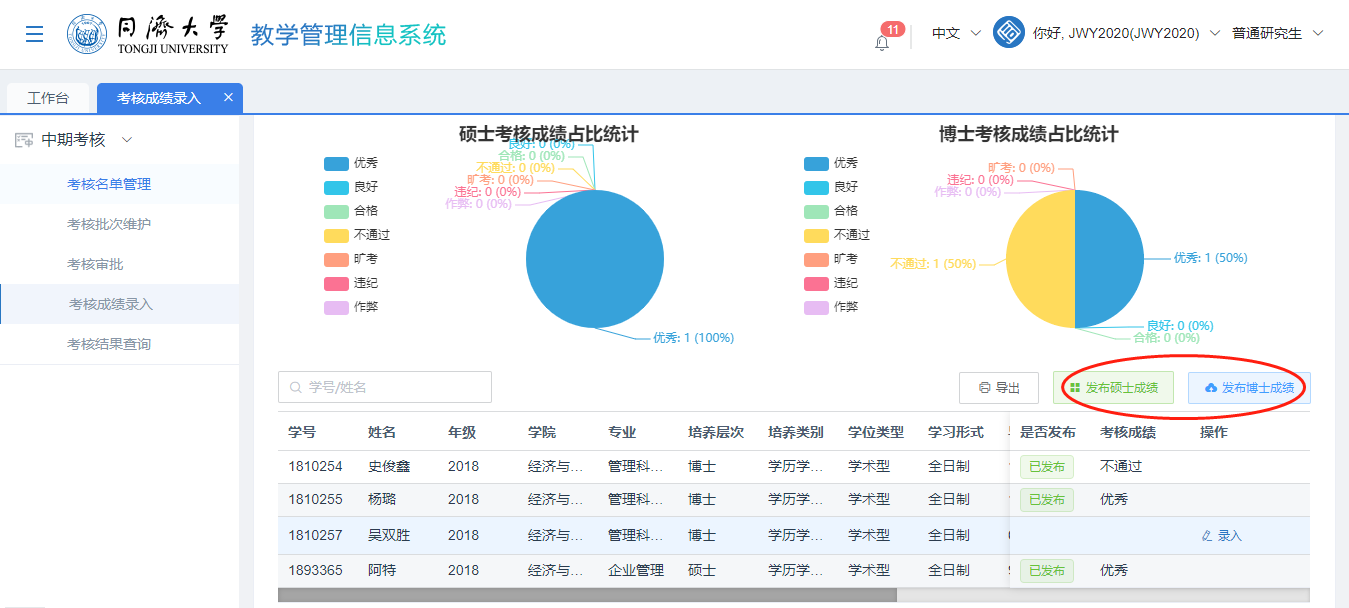 同濟大学
TONGJI UNIVERSITY
教学管理信息系统
11
中文
你好, JWY2020(JWY2020)
普通研究生
工作台
考核成绩录入 ×
中期考核
考核名单管理
考核批次维护
考核审批
考核成绩录入
考核结果查询
硕士考核成绩占比统计
优秀
良好
合格
不通过
旷考
违纪
作弊
良好: 0 (0%)
合格: 0 (0%)
不通过: 0 (0%)
旷考: 0 (0%)
违纪: 0 (0%)
作弊: 0 (0%)
优秀: 1 (100%)
博士考核成绩占比统计
优秀
良好
合格
不通过
旷考
违纪
作弊
旷考: 0 (0%)
违纪: 0 (0%)
作弊: 0 (0%)
不通过: 1 (50%)
优秀: 1 (50%)
良好: 0 (0%)
合格: 0 (0%)
学号/姓名
导出
发布硕士成绩
发布博士成绩
学号 姓名 年级 学院 专业 培养层次 培养类别 学位类型 学习形式 是否发布 考核成绩 操作
1810254 史俊鑫 2018 经济与... 管理科... 博士 学历学... 学术型 全日制 已发布 不通过
1810255 杨璐 2018 经济与... 管理科... 博士 学历学... 学术型 全日制 已发布 优秀
1810257 吴双胜 2018 经济与... 管理科... 博士 学历学... 学术型 全日制 录入
1893365 阿特 2018 经济与... 企业管理 硕士 学历学... 学术型 全日制 已发布 优秀